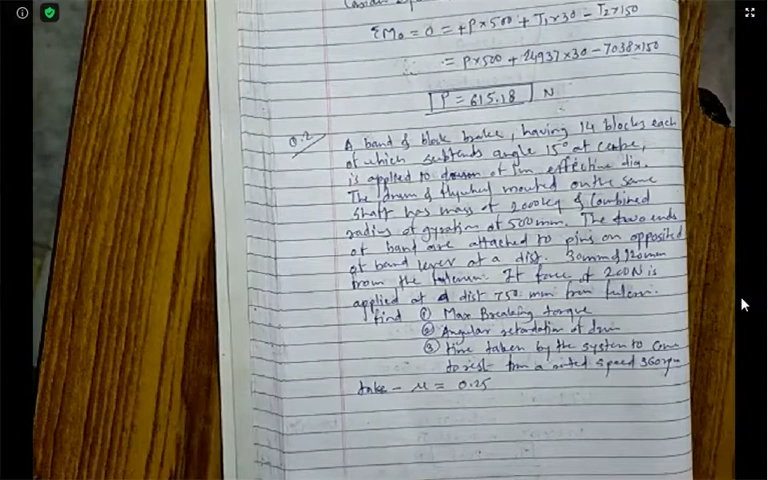 ΣM₀ = 0 = +P×500 + T₁×30 − T₂×150
= P×500 + 24937×30 − 7038×150
P = 615.18 N
Q.2 A band & block brake, having 14 blocks each
of which subtends angle 15° at centre,
is applied to drum of 1m effective dia.
The drum & flywheel mounted on the same
shaft has mass of 2000kg & Combined
radius of gyration of 500mm. The two ends
of band are attached to pins on opposited
of band lever at a dist. 30mm & 120mm
from the fulcrum. If force of 200N is
applied at a dist 750 mm from fulcrum.
find ① Max Breaking torque
② Angular retardation of drum
③ time taken by the system to Com
to rest from a rated speed 360rpm
take - μ = 0.25